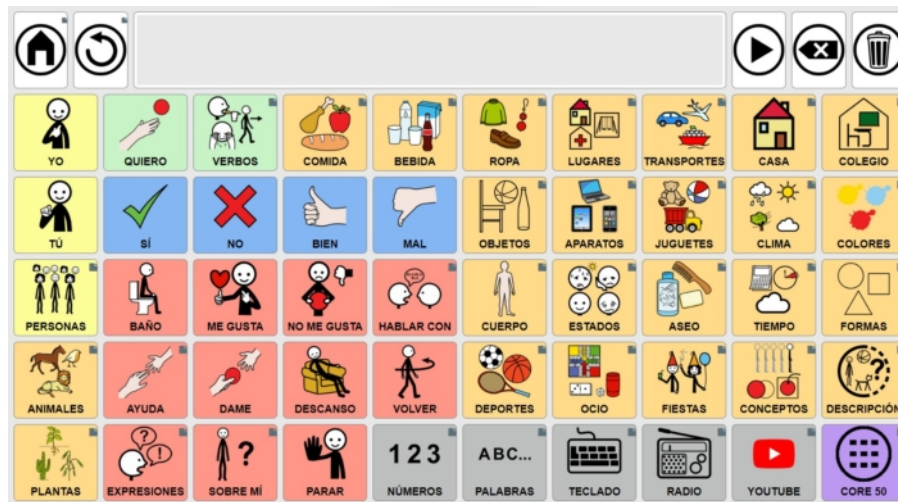 YO QUIERO VERBOS COMIDA BEBIDA ROPA LUGARES TRANSPORTES CASA COLEGIO
TÚ SÍ NO BIEN MAL OBJETOS APARATOS JUGUETES CLIMA COLORES
PERSONAS BAÑO ME GUSTA NO ME GUSTA HABLAR CON CUERPO ESTADOS ASEO TIEMPO FORMAS
ANIMALES AYUDA DAME DESCANSO VOLVER DEPORTES OCIO FIESTAS CONCEPTOS DESCRIPCIÓN
1 2 3 ABC...
PLANTAS EXPRESIONES SOBRE MÍ PARAR NÚMEROS PALABRAS TECLADO RADIO YOUTUBE CORE 50